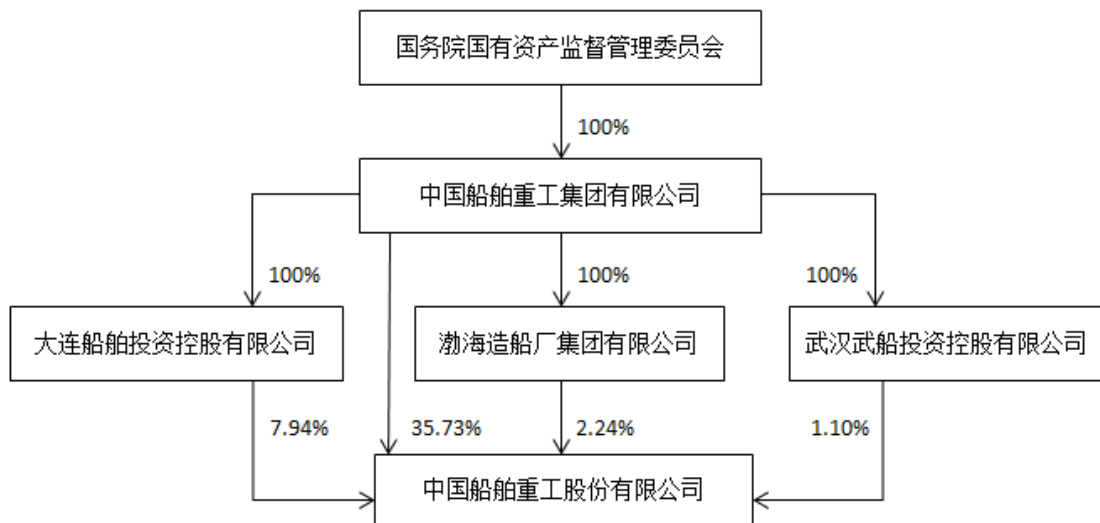 国务院国有资产监督管理委员会
100%
中国船舶重工集团有限公司
100%
100%
100%
大连船舶投资控股有限公司
渤海造船厂集团有限公司
武汉武船投资控股有限公司
7.94%
35.73%
2.24%
1.10%
中国船舶重工股份有限公司